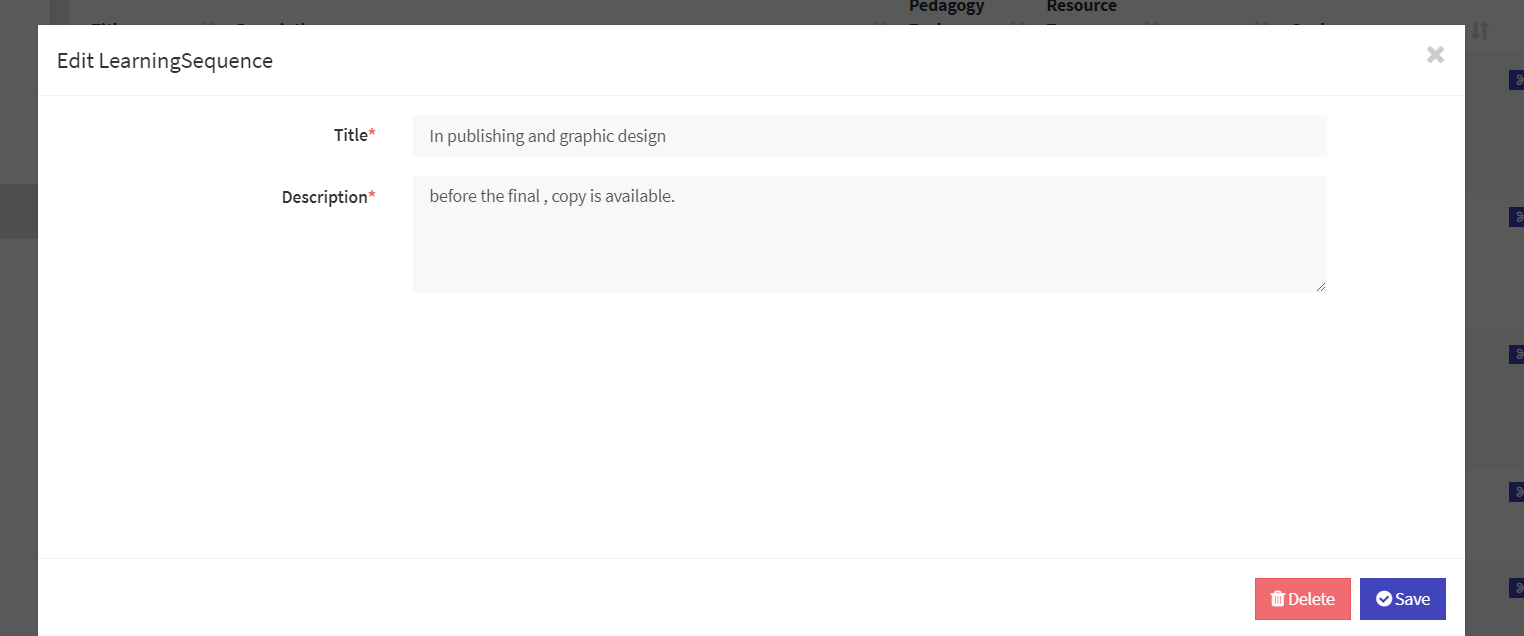 Pedagogy Resource
Edit LearningSequence
Title*
In publishing and graphic design
Description*
before the final , copy is available.
Delete
Save